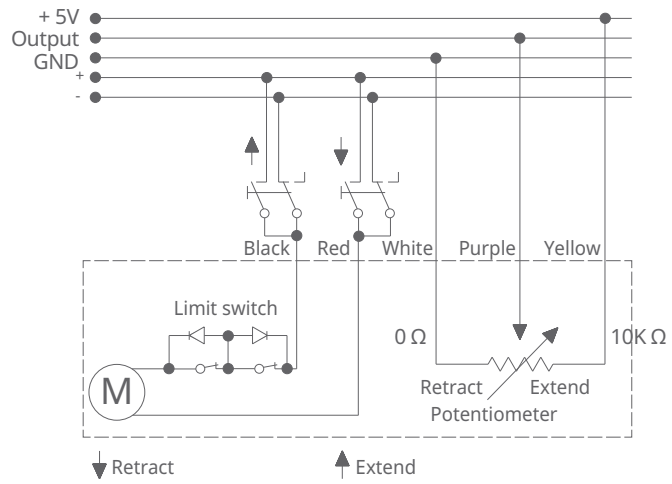 + 5V
Output
GND
+
-
Black Red White Purple Yellow
Limit switch
0 Ω 10K Ω
M
Retract Extend
Potentiometer
Retract Extend